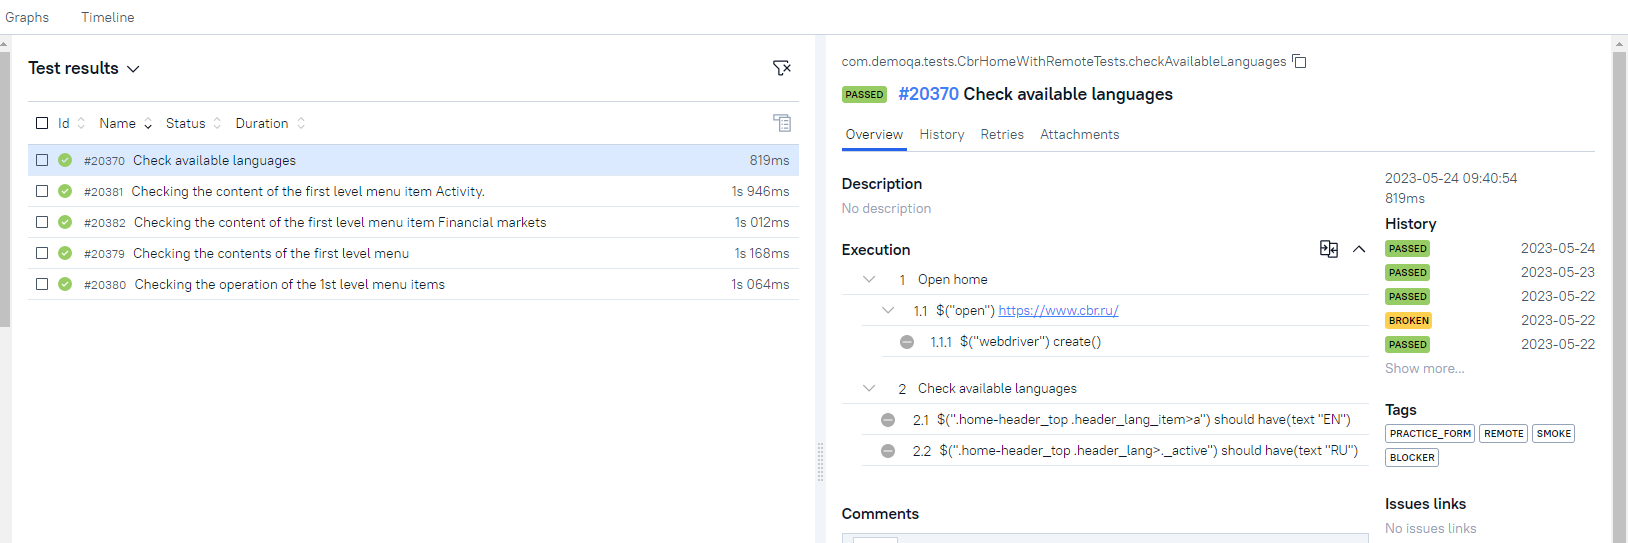 Graphs Timeline
Test results
Id Name Status Duration
#20370 Check available languages 819ms
#20381 Checking the content of the first level menu item Activity. 1s 946ms
#20382 Checking the content of the first level menu item Financial markets 1s 012ms
#20379 Checking the contents of the first level menu 1s 168ms
#20380 Checking the operation of the 1st level menu items 1s 064ms
com.demoqa.tests.CbrHomeWithRemoteTests.checkAvailableLanguages
PASSED #20370 Check available languages
Overview History Retries Attachments
Description
No description
Execution
1 Open home
1.1 $("open") https://www.cbr.ru/
1.1.1 $("webdriver") create()
2 Check available languages
2.1 $(".home-header_top .header_lang_item>a") should have(text "EN")
2.2 $(".home-header_top .header_lang>._active") should have(text "RU")
Comments
2023-05-24 09:40:54
819ms
History
PASSED 2023-05-24
PASSED 2023-05-23
PASSED 2023-05-22
BROKEN 2023-05-22
PASSED 2023-05-22
Show more...
Tags
PRACTICE_FORM REMOTE SMOKE
BLOCKER
Issues links
No issues links